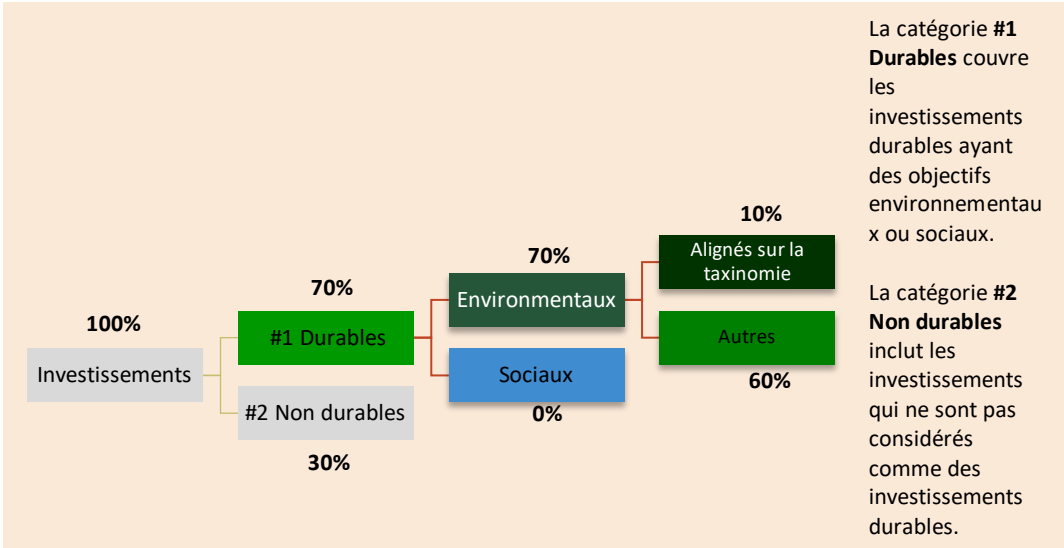 100%
Investissements
70%
#1 Durables
#2 Non durables
30%
70%
Environmentaux
Sociaux
0%
10%
Alignés sur la
taxinomie
Autres
60%
La catégorie #1
Durables couvre
les
investissements
durables ayant
des objectifs
environnementau
x ou sociaux.
La catégorie #2
Non durables
inclut les
investissements
qui ne sont pas
considérés
comme des
investissements
durables.